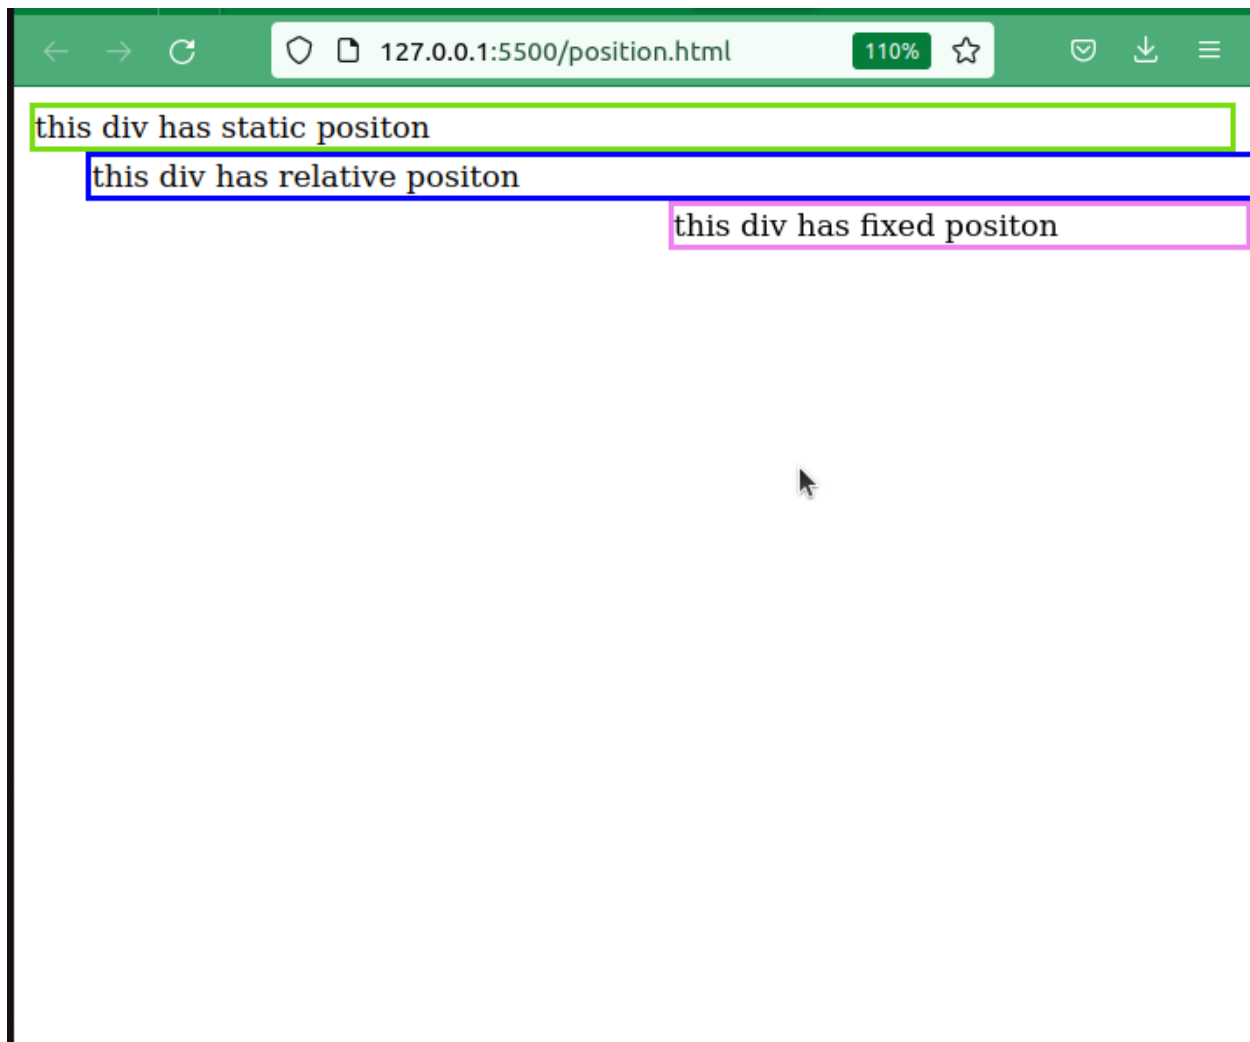 127.0.0.1:5500/position.html 110%
this div has static positon
this div has relative positon
this div has fixed positon